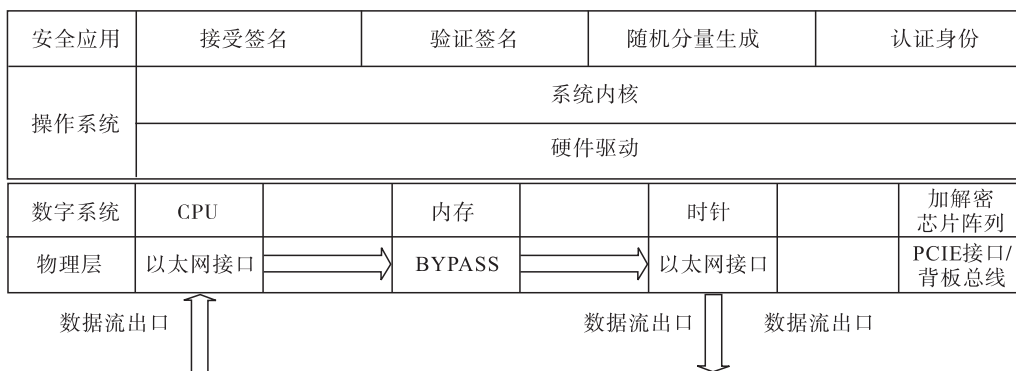 安全应用 接受签名 验证签名 随机分量生成 认证身份
系统内核
操作系统
硬件驱动
数字系统 CPU 内存 时针 加解密
芯片阵列
物理层 以太网接口 BYPASS 以太网接口 PCIE接口/
背板总线
数据流出口 数据流出口 数据流出口